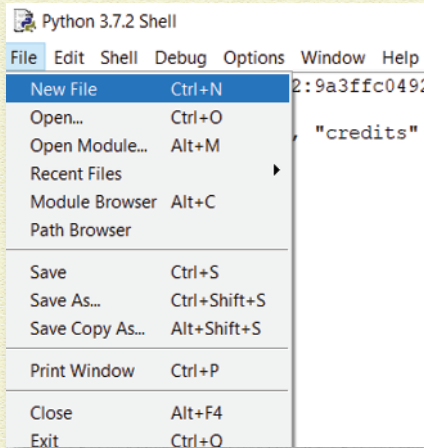 Python 3.7.2 Shell
File Edit Shell Debug Options Window Help
New File Ctrl+N 2:9a3ffc0492
Open... Ctrl+O
Open Module... Alt+M , "credits"
Recent Files
Module Browser Alt+C
Path Browser
Save Ctrl+S
Save As... Ctrl+Shift+S
Save Copy As... Alt+Shift+S
Print Window Ctrl+P
Close Alt+F4
Exit Ctrl+Q